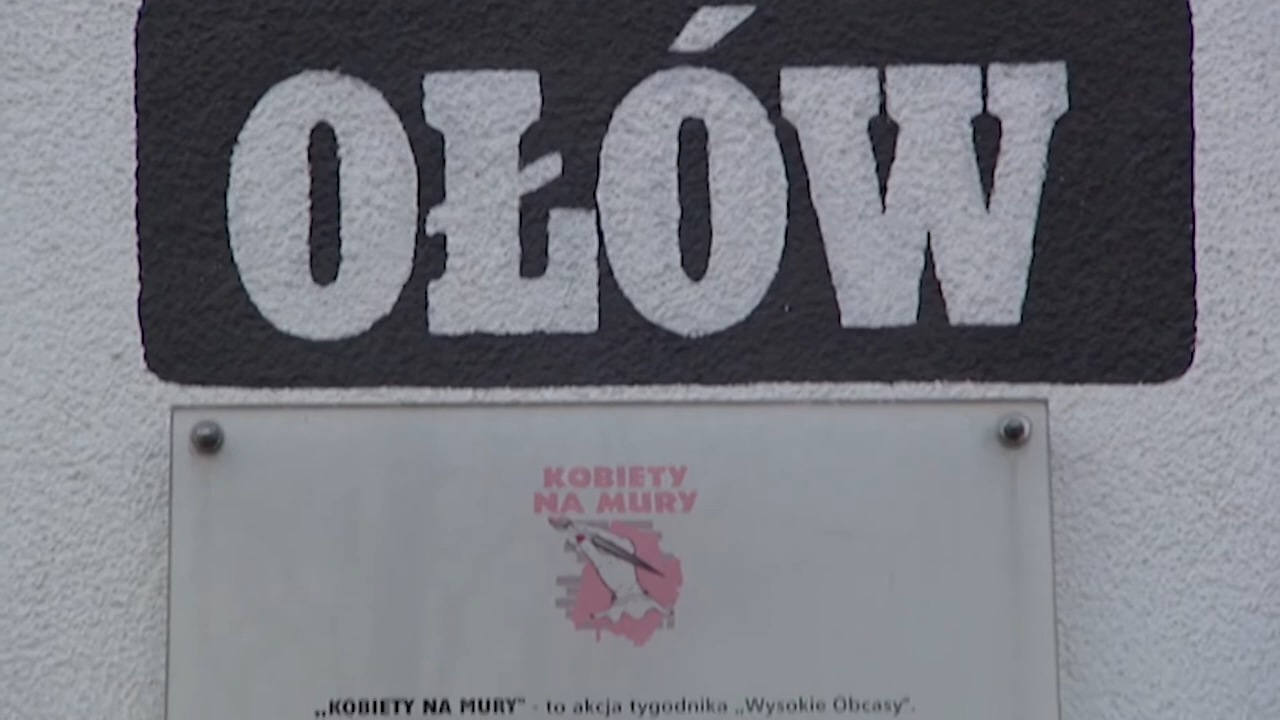 OŁÓW
KOBIETY
NA MURY
„KOBIETY NA MURY" - to akcja tygodnika „Wysokie Obcasy".